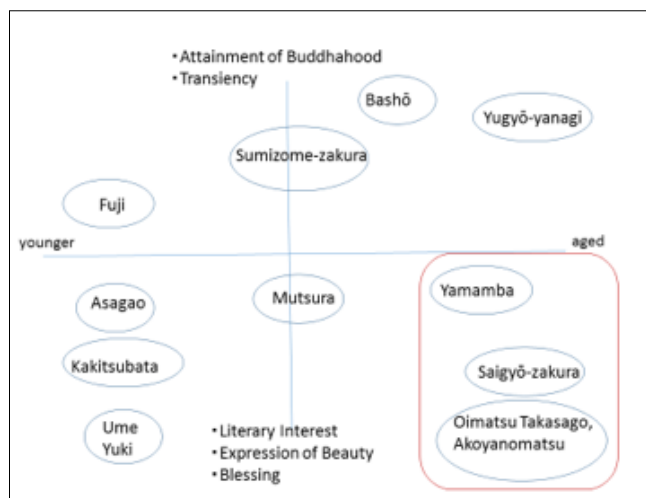 • Attainment of Buddhahood
• Transiency
Bashō
Yugyō-yanagi
Sumizome-zakura
Fuji
younger
aged
Asagao
Mutsura
Yamamba
Kakitsubata
Saigyō-zakura
Ume
Yuki
Oimatsu Takasago,
Akoyanomatsu
• Literary Interest
• Expression of Beauty
• Blessing